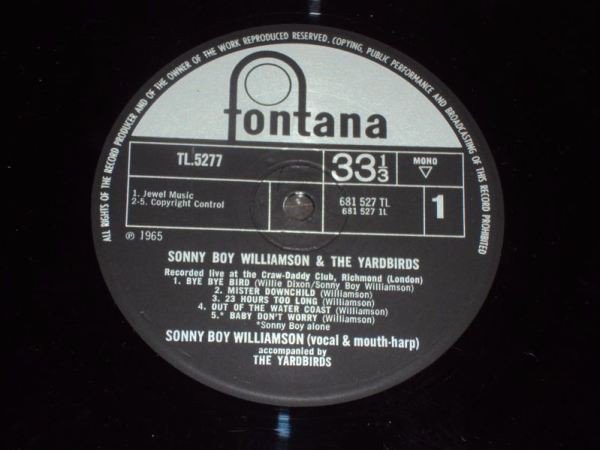 ALL RIGHTS OF THE RECORD PRODUCER AND OF THE OWNER OF THE WORK REPRODUCED RESERVED. COPYING, PUBLIC PERFORMANCE AND BROADCASTING OF THIS RECORD PROHIBITED
fontana
TL.5277
33 1/3
MONO
1. Jewel Music
2-5. Copyright Control
681 527 TL
681 527 1L
1
℗ 1965
SONNY BOY WILLIAMSON & THE YARDBIRDS
Recorded live at the Craw-Daddy Club, Richmond (London)
1. BYE BYE BIRD (Willie Dixon/Sonny Boy Williamson)
2. MISTER DOWNCHILD (Williamson)
3. 23 HOURS TOO LONG (Williamson)
4. OUT OF THE WATER COAST (Williamson)
5.* BABY DON'T WORRY (Williamson)
*Sonny Boy alone
SONNY BOY WILLIAMSON (vocal & mouth-harp)
accompanied by
THE YARDBIRDS